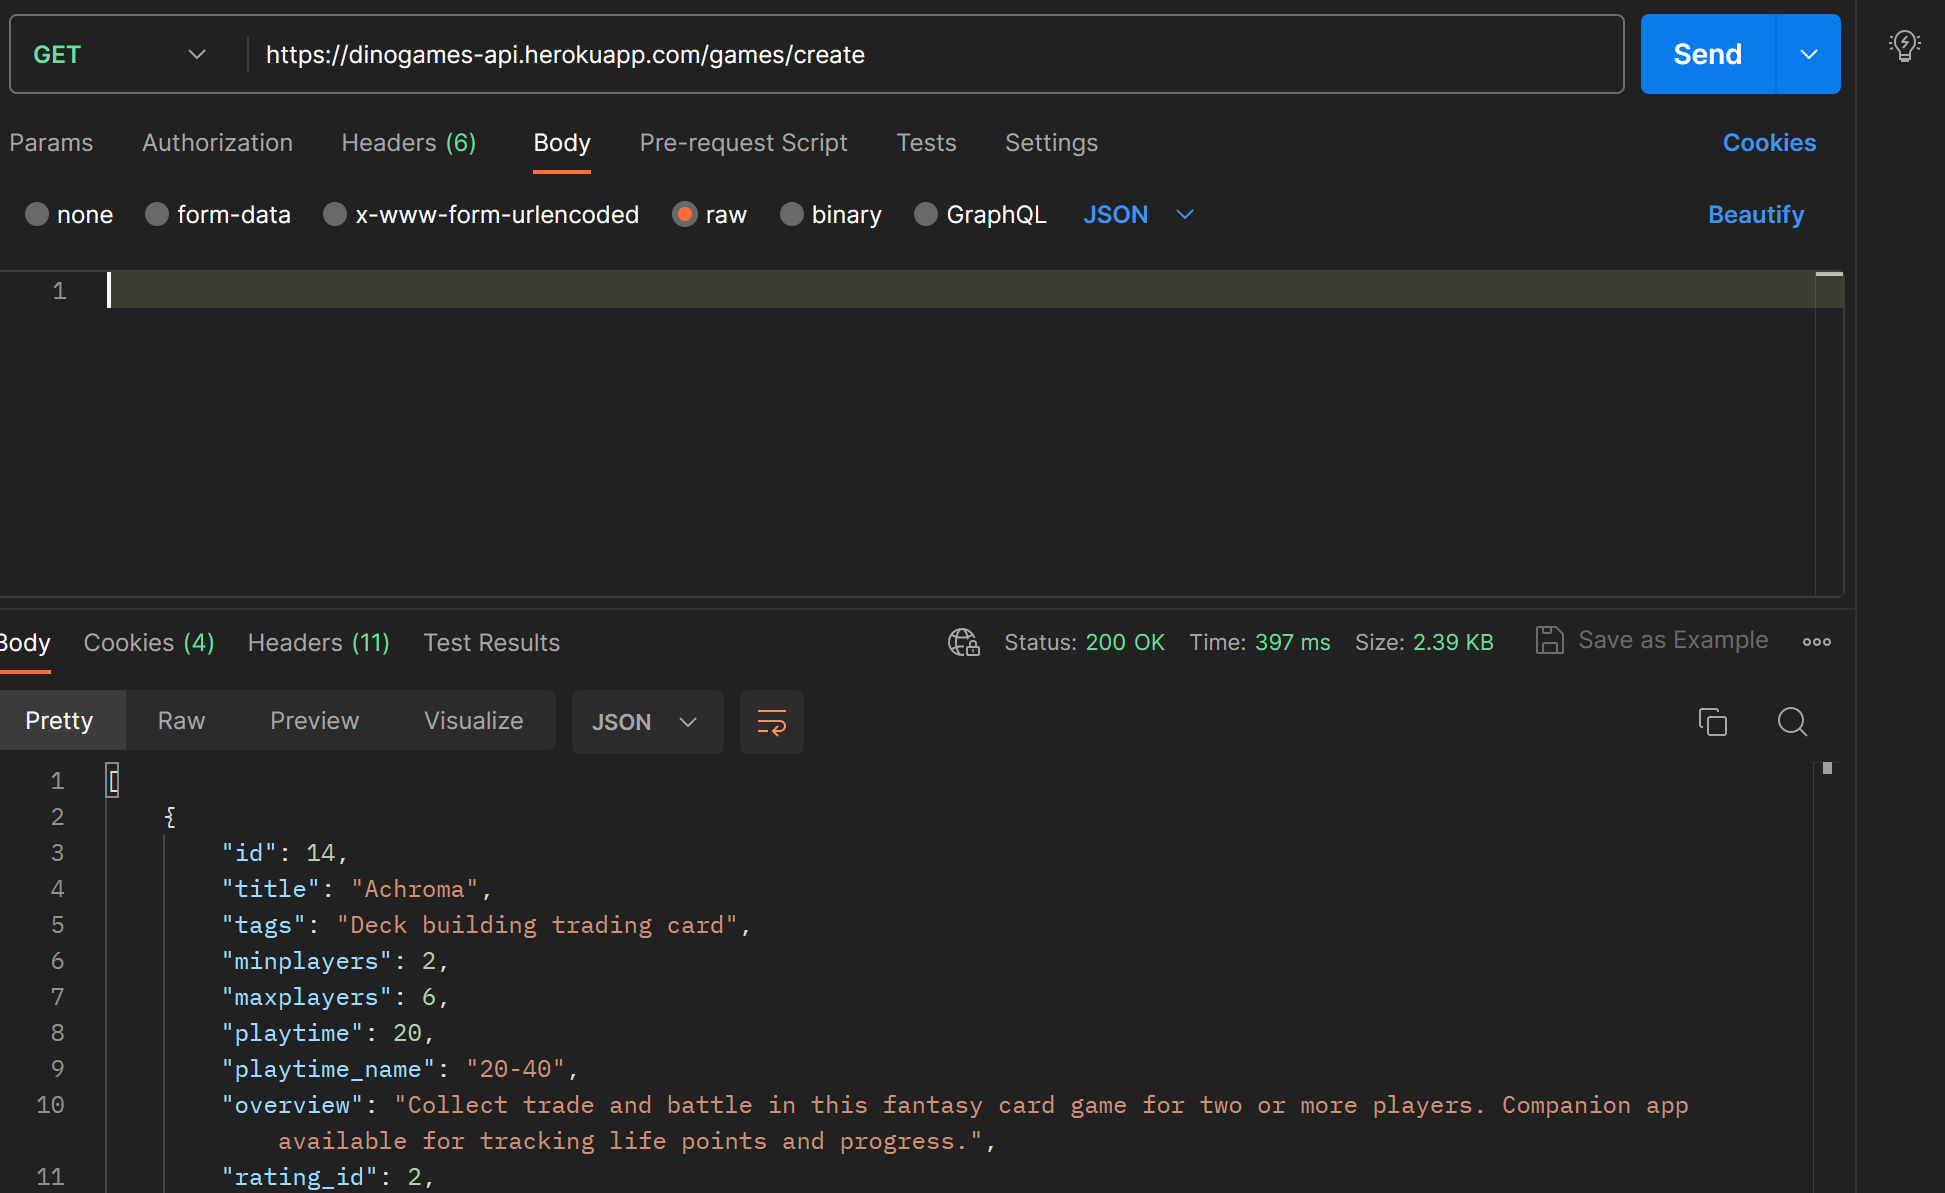 GET https://dinogames-api.herokuapp.com/games/create Send
Params Authorization Headers (6) Body Pre-request Script Tests Settings Cookies
none form-data x-www-form-urlencoded raw binary GraphQL JSON Beautify
1
Body Cookies (4) Headers (11) Test Results Status: 200 OK Time: 397 ms Size: 2.39 KB Save as Example
Pretty Raw Preview Visualize JSON
1 [
2 {
3 "id": 14,
4 "title": "Achroma",
5 "tags": "Deck building trading card",
6 "minplayers": 2,
7 "maxplayers": 6,
8 "playtime": 20,
9 "playtime_name": "20-40",
10 "overview": "Collect trade and battle in this fantasy card game for two or more players. Companion app
available for tracking life points and progress.",
11 "rating_id": 2,